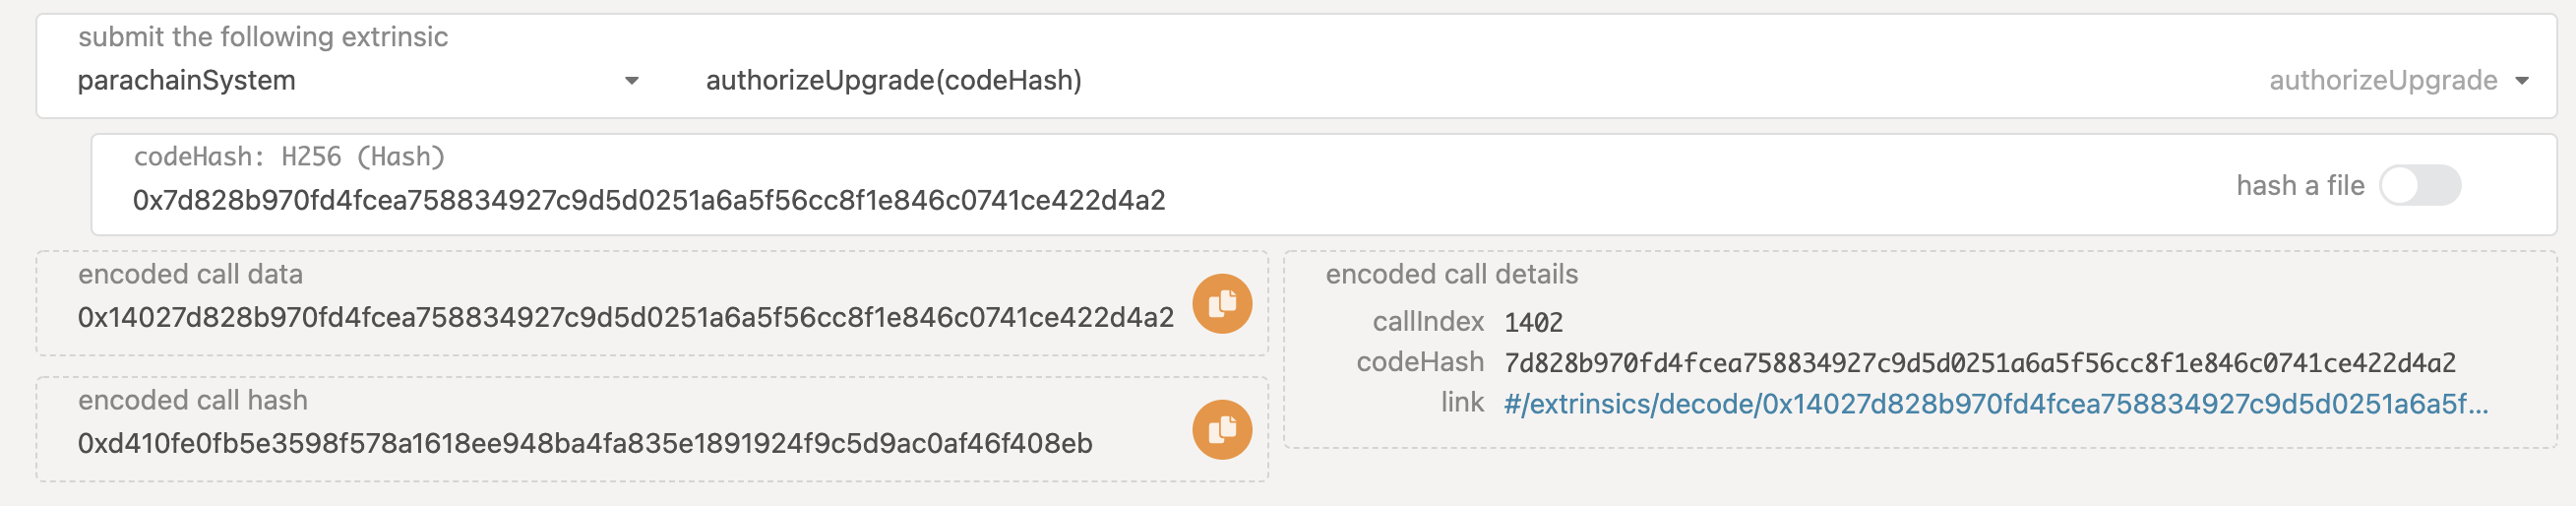 submit the following extrinsic
parachainSystem
authorizeUpgrade(codeHash)
authorizeUpgrade
codeHash: H256 (Hash)
0x7d828b970fd4fcea758834927c9d5d0251a6a5f56cc8f1e846c0741ce422d4a2
hash a file
encoded call data
0x14027d828b970fd4fcea758834927c9d5d0251a6a5f56cc8f1e846c0741ce422d4a2
encoded call hash
0xd410fe0fb5e3598f578a1618ee948ba4fa835e1891924f9c5d9ac0af46f408eb
encoded call details
callIndex 1402
codeHash 7d828b970fd4fcea758834927c9d5d0251a6a5f56cc8f1e846c0741ce422d4a2
link #/extrinsics/decode/0x14027d828b970fd4fcea758834927c9d5d0251a6a5f...